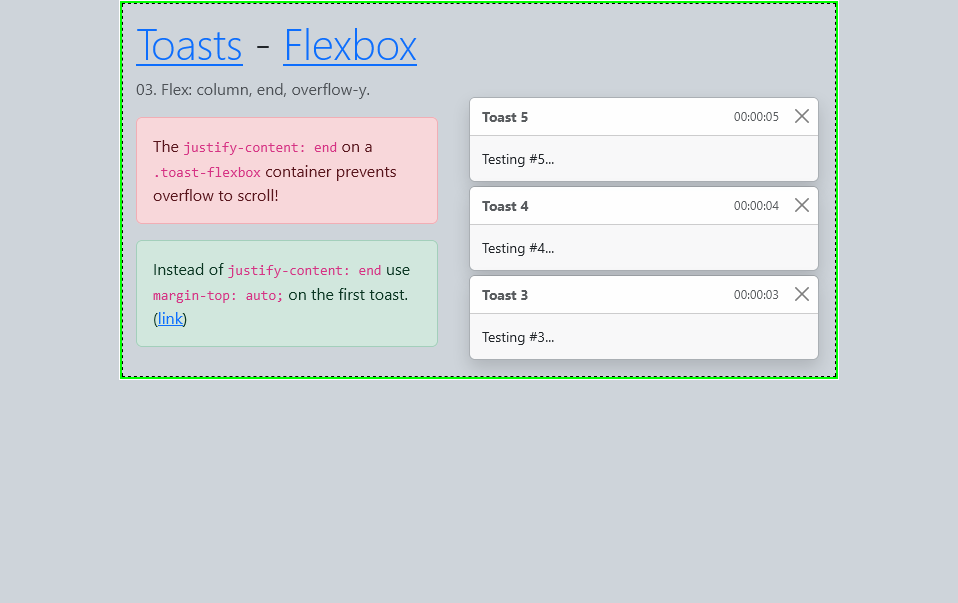 Toasts - Flexbox
03. Flex: column, end, overflow-y.
The justify-content: end on a
.toast-flexbox container prevents
overflow to scroll!
Instead of justify-content: end use
margin-top: auto; on the first toast.
(link)
Toast 5 00:00:05
Testing #5...
Toast 4 00:00:04
Testing #4...
Toast 3 00:00:03
Testing #3...